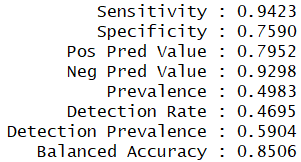 Sensitivity : 0.9423
Specificity : 0.7590
Pos Pred Value : 0.7952
Neg Pred Value : 0.9298
Prevalence : 0.4983
Detection Rate : 0.4695
Detection Prevalence : 0.5904
Balanced Accuracy : 0.8506